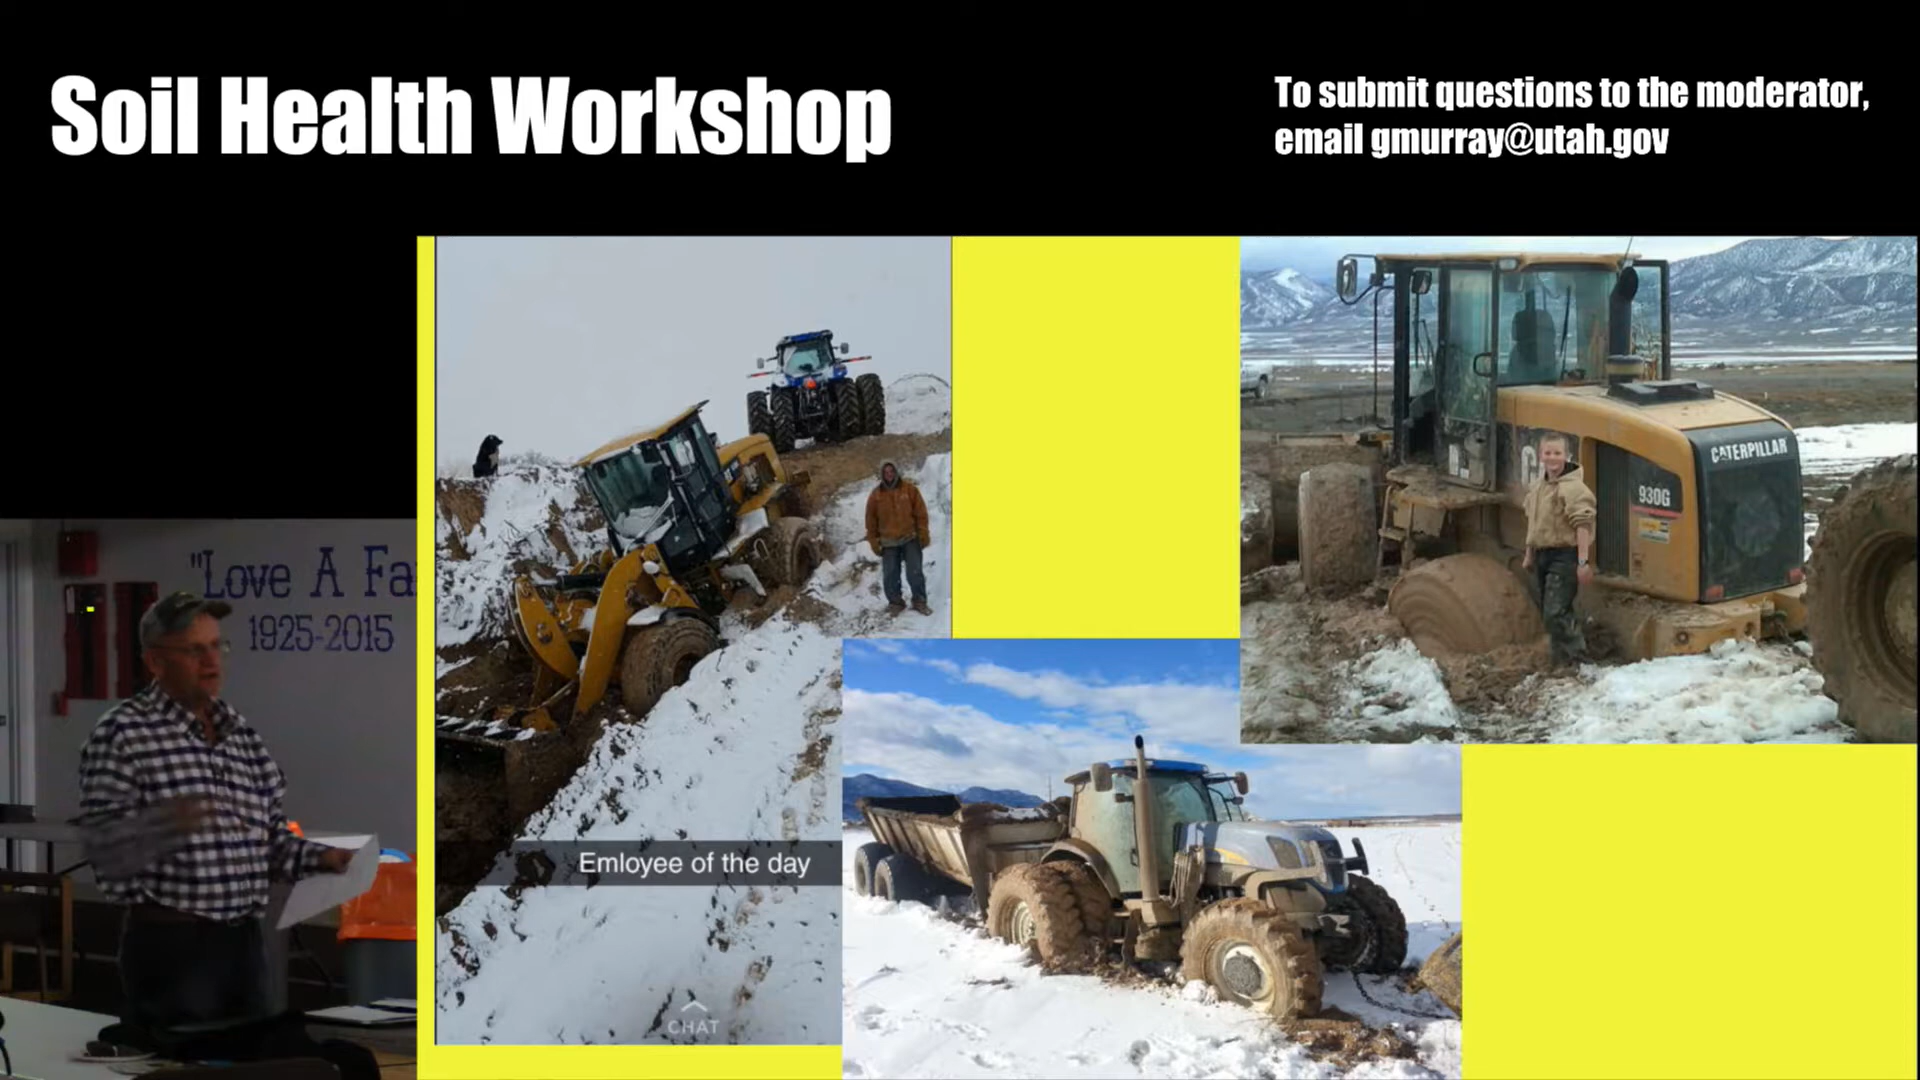 Soil Health Workshop
To submit questions to the moderator,
email gmurray@utah.gov
"Love A Fa
1925-2015
CATERPILLAR
930G
Emloyee of the day
CHAT